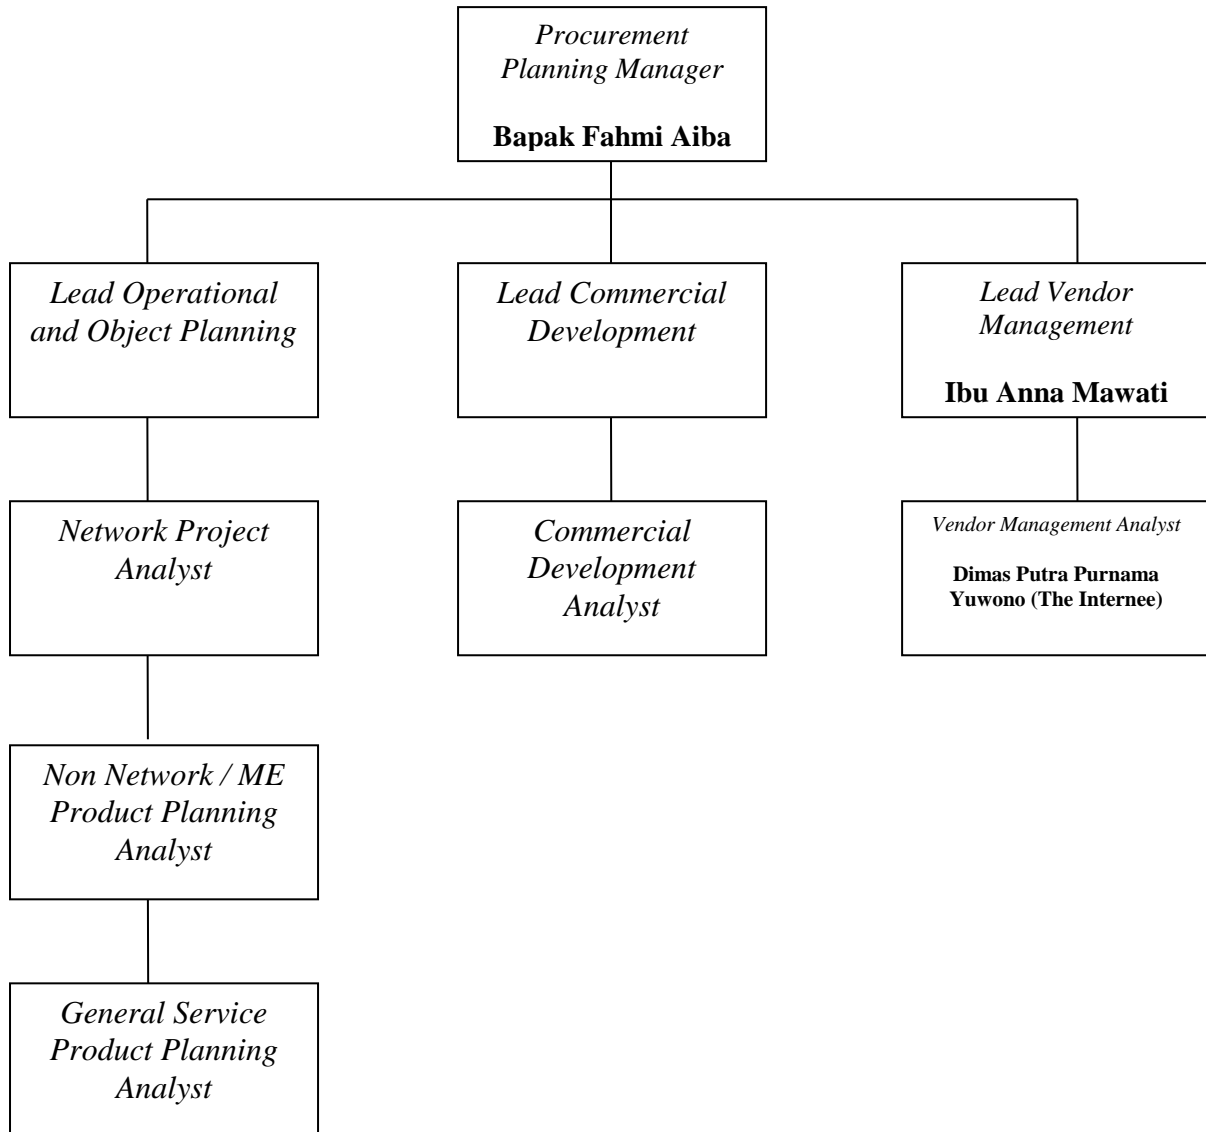 Procurement
Planning Manager
Bapak Fahmi Aiba
Lead Operational
and Object Planning
Lead Commercial
Development
Lead Vendor
Management
Ibu Anna Mawati
Network Project
Analyst
Commercial
Development
Analyst
Vendor Management Analyst
Dimas Putra Purnama
Yuwono (The Internee)
Non Network / ME
Product Planning
Analyst
General Service
Product Planning
Analyst